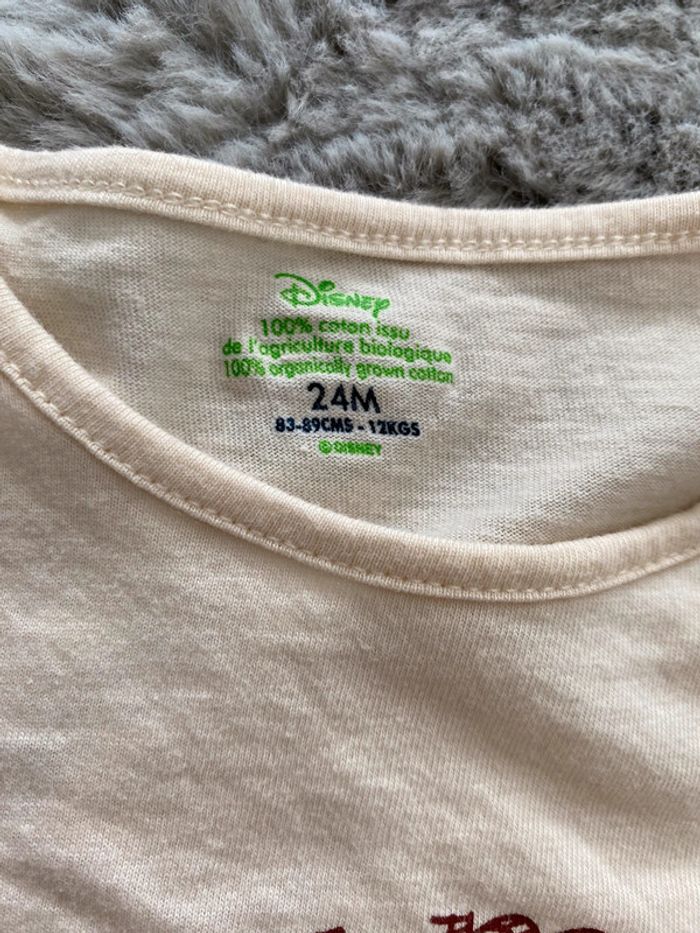 Disney
100% coton issu
de l'agriculture biologique
100% organically grown cotton
24M
83-89CMS - 12KGS
© DISNEY